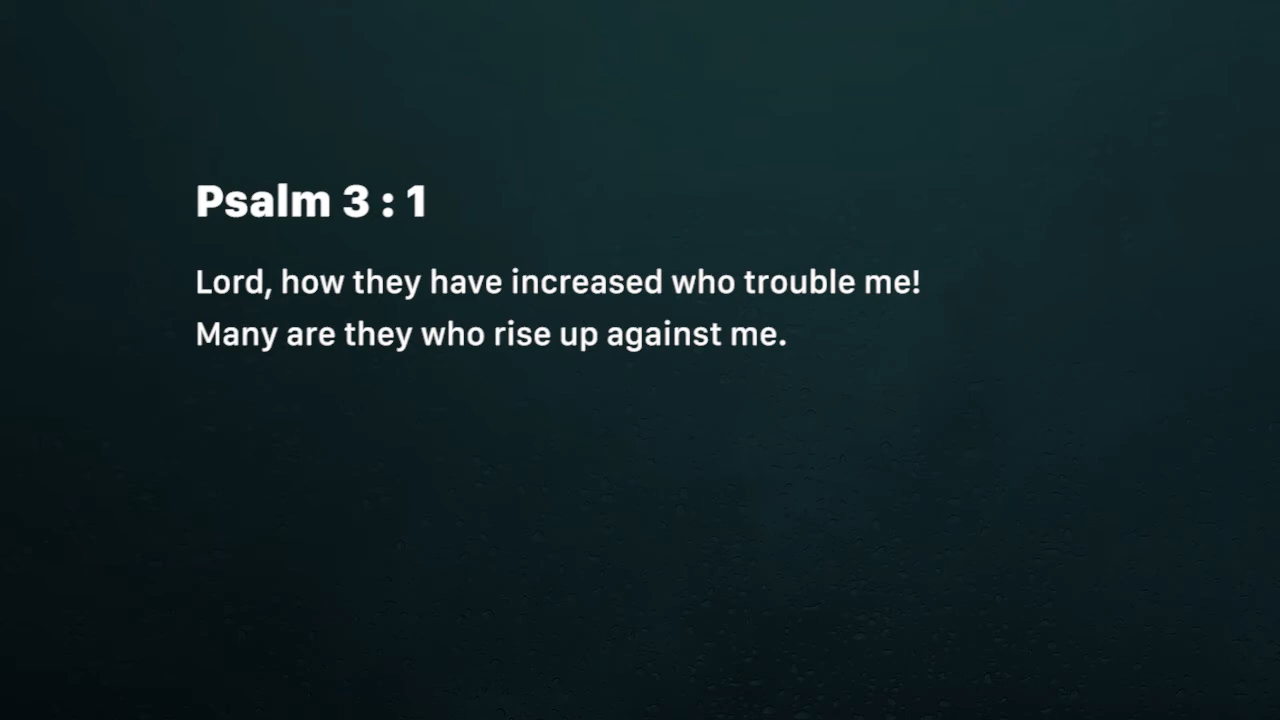 Psalm 3 : 1
Lord, how they have increased who trouble me!
Many are they who rise up against me.